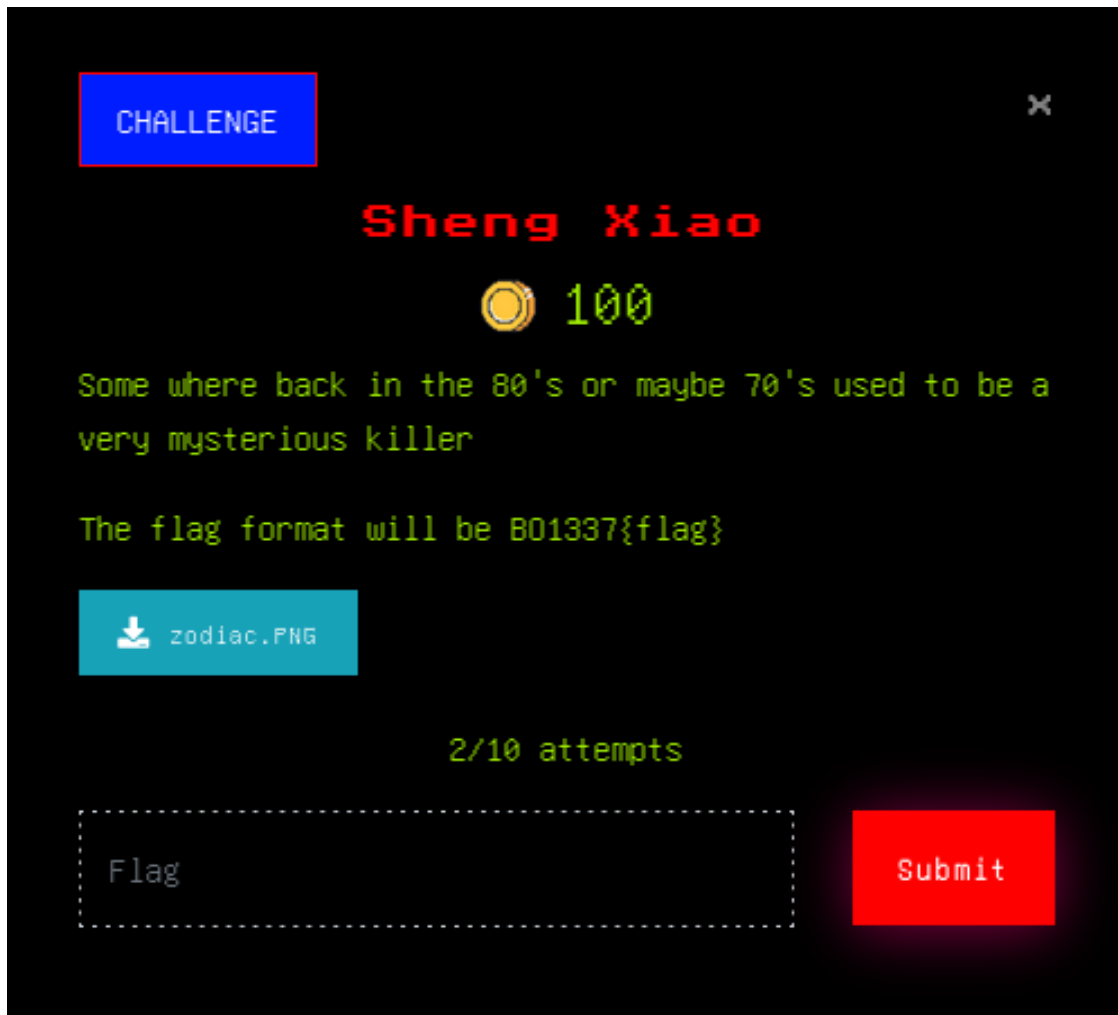 CHALLENGE
×
Sheng Xiao
100
Some where back in the 80's or maybe 70's used to be a
very mysterious killer
The flag format will be BO1337{flag}
zodiac.PNG
2/10 attempts
Flag
Submit